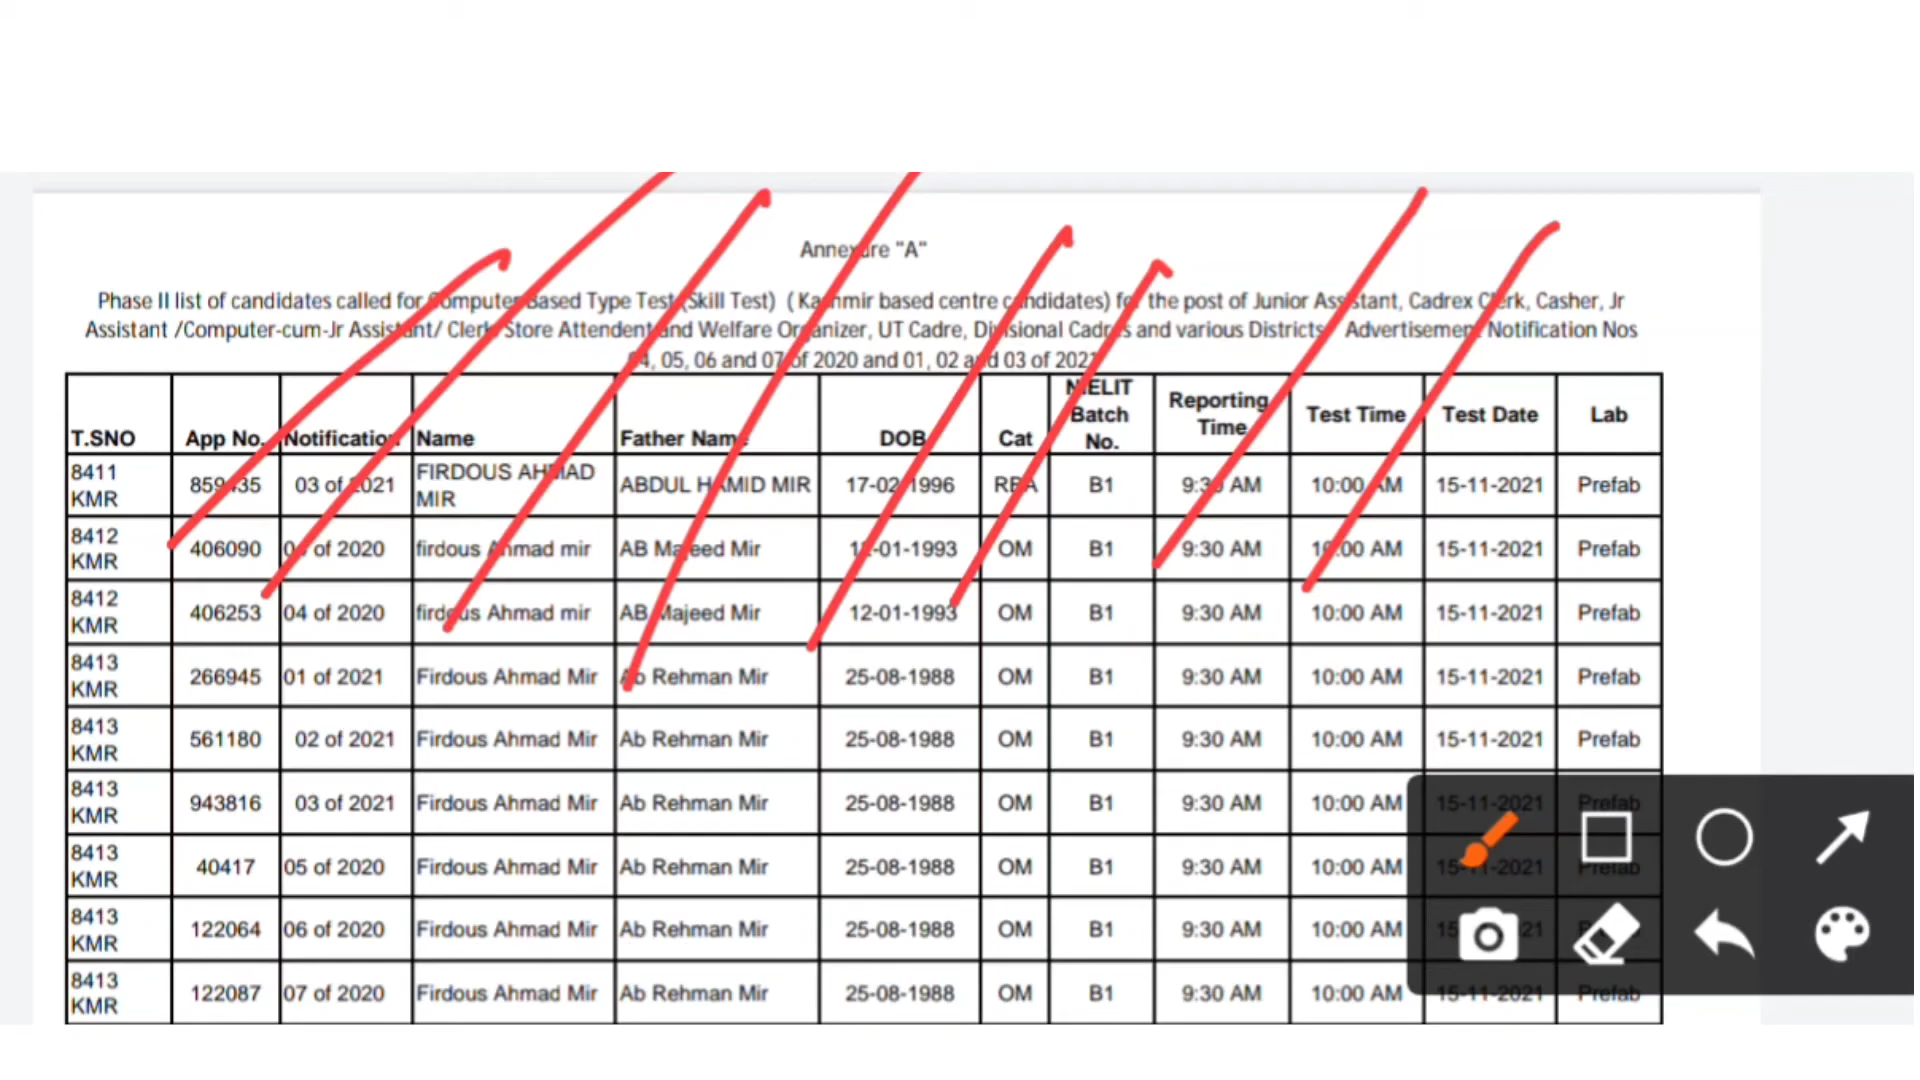 Annexure "A"
Phase II list of candidates called for Computer Based Type Test (Skill Test) ( Kashmir based centre candidates) for the post of Junior Assistant, Cadrex Clerk, Casher, Jr
Assistant /Computer-cum-Jr Assistant/ Clerk Store Attendent and Welfare Organizer, UT Cadre, Divisional Cadres and various Districts Advertisement Notification Nos
04, 05, 06 and 07 of 2020 and 01, 02 and 03 of 2021
T.SNO App No. Notification Name Father Name DOB Cat NIELIT Batch No. Reporting Time Test Time Test Date Lab
8411 KMR 859435 03 of 2021 FIRDOUS AHMAD MIR ABDUL HAMID MIR 17-02-1996 RBA B1 9:30 AM 10:00 AM 15-11-2021 Prefab
8412 KMR 406090 of 2020 firdous Ahmad mir AB Majeed Mir 12-01-1993 OM B1 9:30 AM 10:00 AM 15-11-2021 Prefab
8412 KMR 406253 04 of 2020 firdous Ahmad mir AB Majeed Mir 12-01-1993 OM B1 9:30 AM 10:00 AM 15-11-2021 Prefab
8413 KMR 266945 01 of 2021 Firdous Ahmad Mir Ab Rehman Mir 25-08-1988 OM B1 9:30 AM 10:00 AM 15-11-2021 Prefab
8413 KMR 561180 02 of 2021 Firdous Ahmad Mir Ab Rehman Mir 25-08-1988 OM B1 9:30 AM 10:00 AM 15-11-2021 Prefab
8413 KMR 943816 03 of 2021 Firdous Ahmad Mir Ab Rehman Mir 25-08-1988 OM B1 9:30 AM 10:00 AM 15-11-2021 Prefab
8413 KMR 40417 05 of 2020 Firdous Ahmad Mir Ab Rehman Mir 25-08-1988 OM B1 9:30 AM 10:00 AM 15-11-2021 Prefab
8413 KMR 122064 06 of 2020 Firdous Ahmad Mir Ab Rehman Mir 25-08-1988 OM B1 9:30 AM 10:00 AM
8413 KMR 122087 07 of 2020 Firdous Ahmad Mir Ab Rehman Mir 25-08-1988 OM B1 9:30 AM 10:00 AM 15-11-2021 Prefab